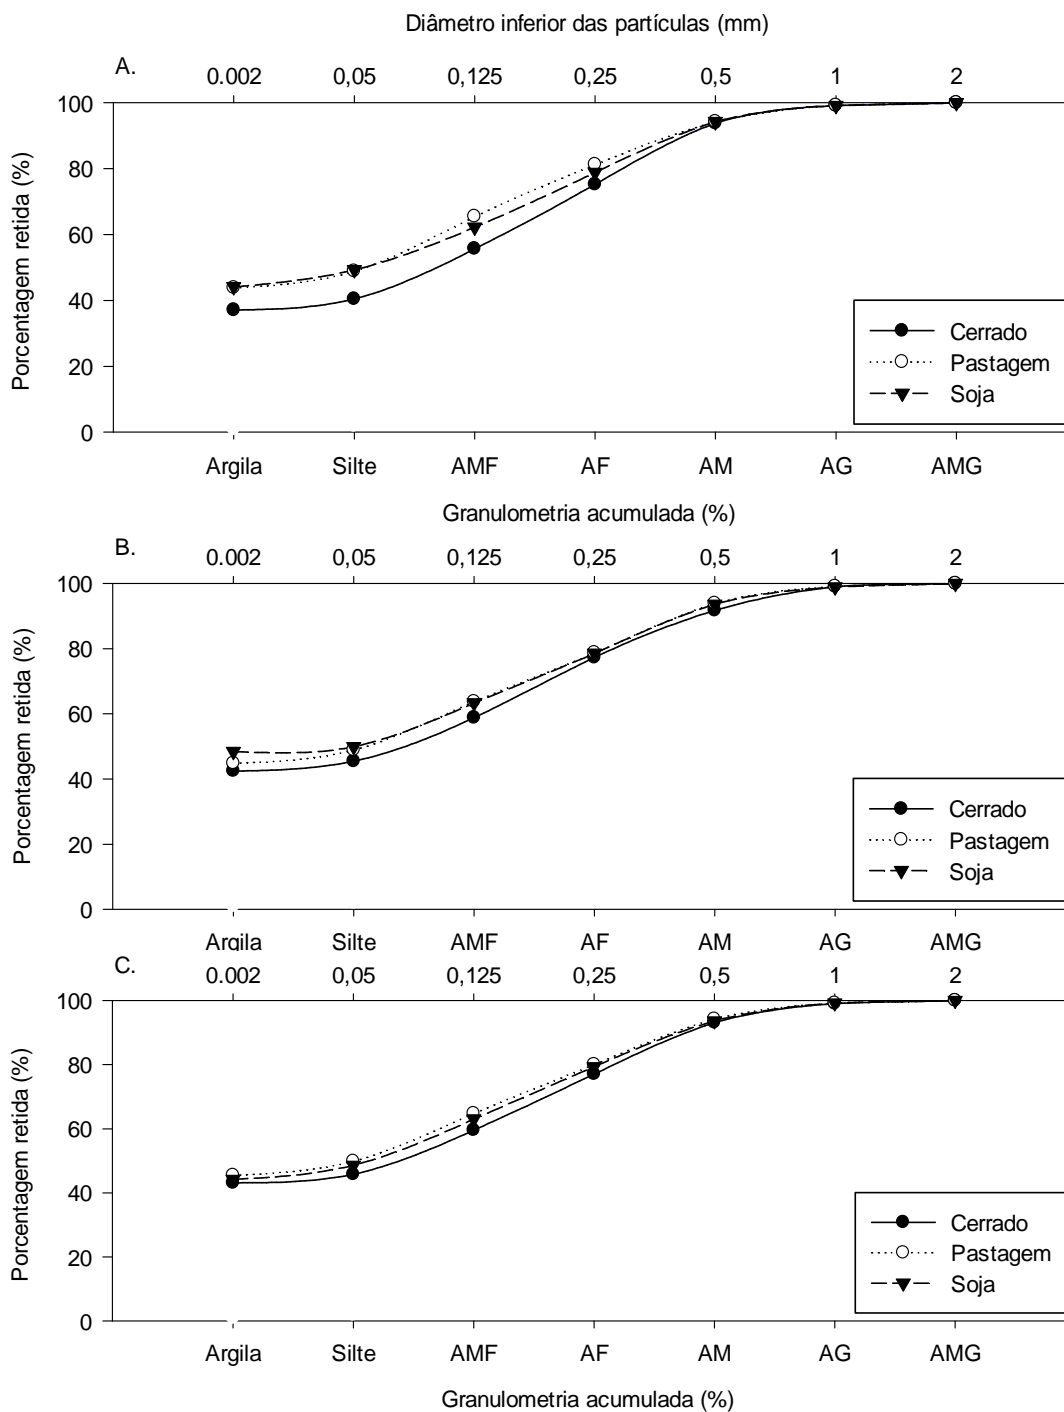 Diâmetro inferior das partículas (mm)
A.
0.002 0,05 0,125 0,25 0,5 1 2
Porcentagem retida (%)
100
80
60
40
20
0
Cerrado
Pastagem
Soja
Argila Silte AMF AF AM AG AMG
Granulometria acumulada (%)
B.
0.002 0,05 0,125 0,25 0,5 1 2
Porcentagem retida (%)
100
80
60
40
20
0
Cerrado
Pastagem
Soja
Argila Silte AMF AF AM AG AMG
C.
0.002 0,05 0,125 0,25 0,5 1 2
Porcentagem retida (%)
100
80
60
40
20
0
Cerrado
Pastagem
Soja
Argila Silte AMF AF AM AG AMG
Granulometria acumulada (%)